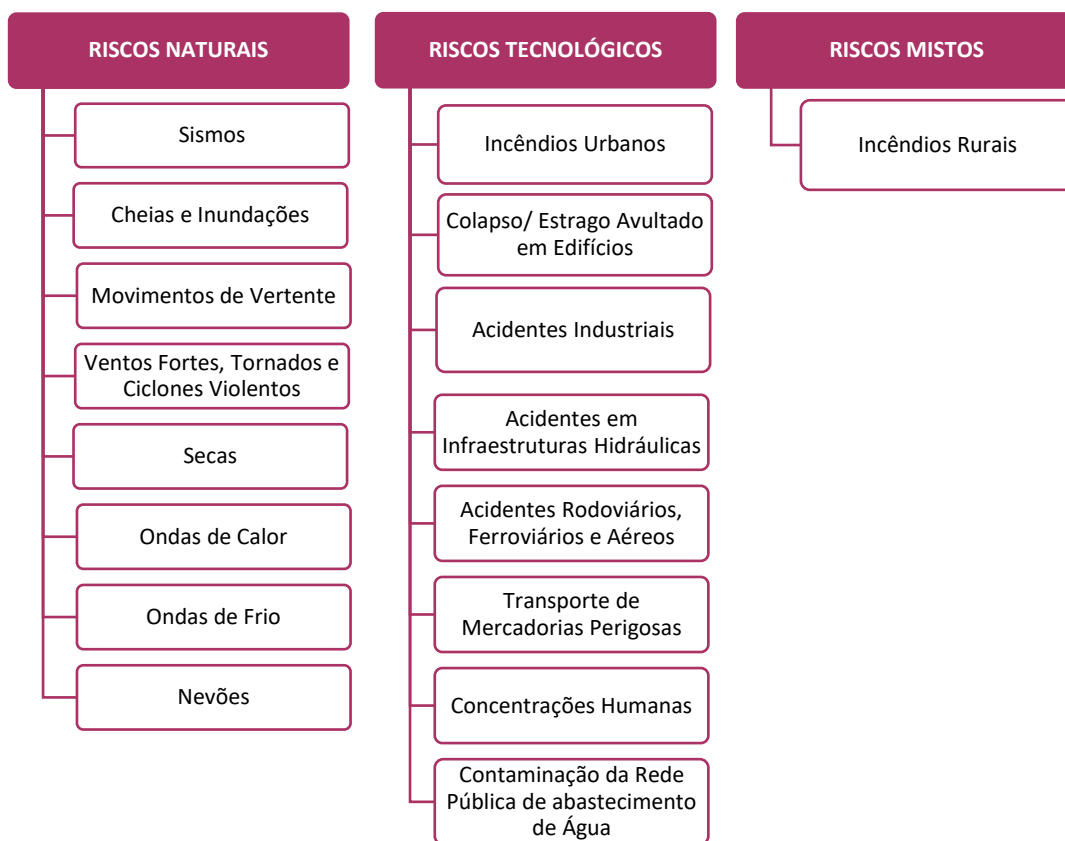 RISCOS NATURAIS
Sismos
Cheias e Inundações
Movimentos de Vertente
Ventos Fortes, Tornados e
Ciclones Violentos
Secas
Ondas de Calor
Ondas de Frio
Nevões
RISCOS TECNOLÓGICOS
Incêndios Urbanos
Colapso/ Estrago Avultado
em Edifícios
Acidentes Industriais
Acidentes em
Infraestruturas Hidráulicas
Acidentes Rodoviários,
Ferroviários e Aéreos
Transporte de
Mercadorias Perigosas
Concentrações Humanas
Contaminação da Rede
Pública de abastecimento
de Água
RISCOS MISTOS
Incêndios Rurais